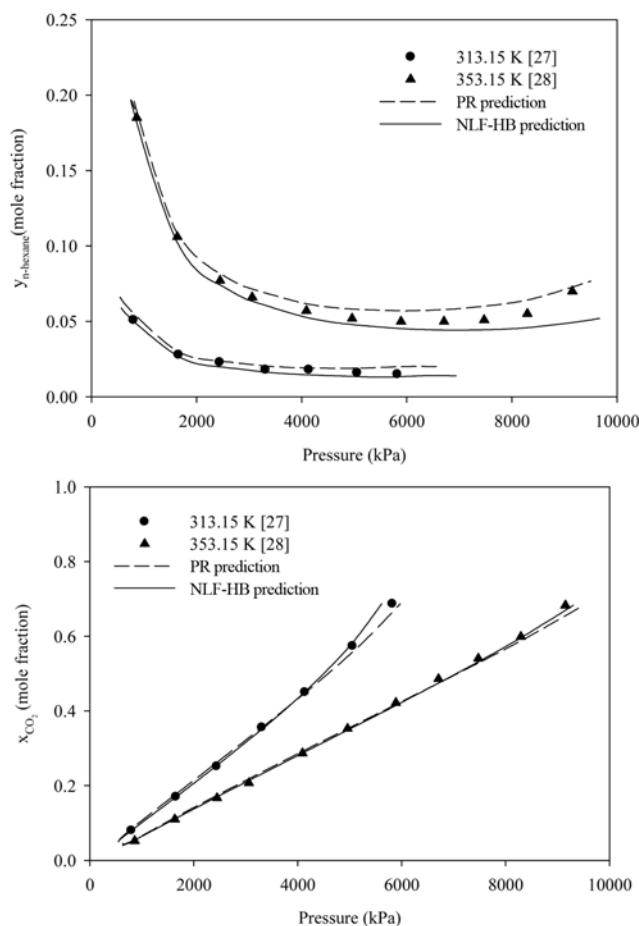 0.25
0.20
0.15
0.10
0.05
0.00
y n-hexane (mole fraction)
313.15 K [27]
353.15 K [28]
PR prediction
NLF-HB prediction
0 2000 4000 6000 8000 10000
Pressure (kPa)
1.0
0.8
0.6
0.4
0.2
0.0
x CO2 (mole fraction)
313.15 K [27]
353.15 K [28]
PR prediction
NLF-HB prediction
0 2000 4000 6000 8000 10000
Pressure (kPa)